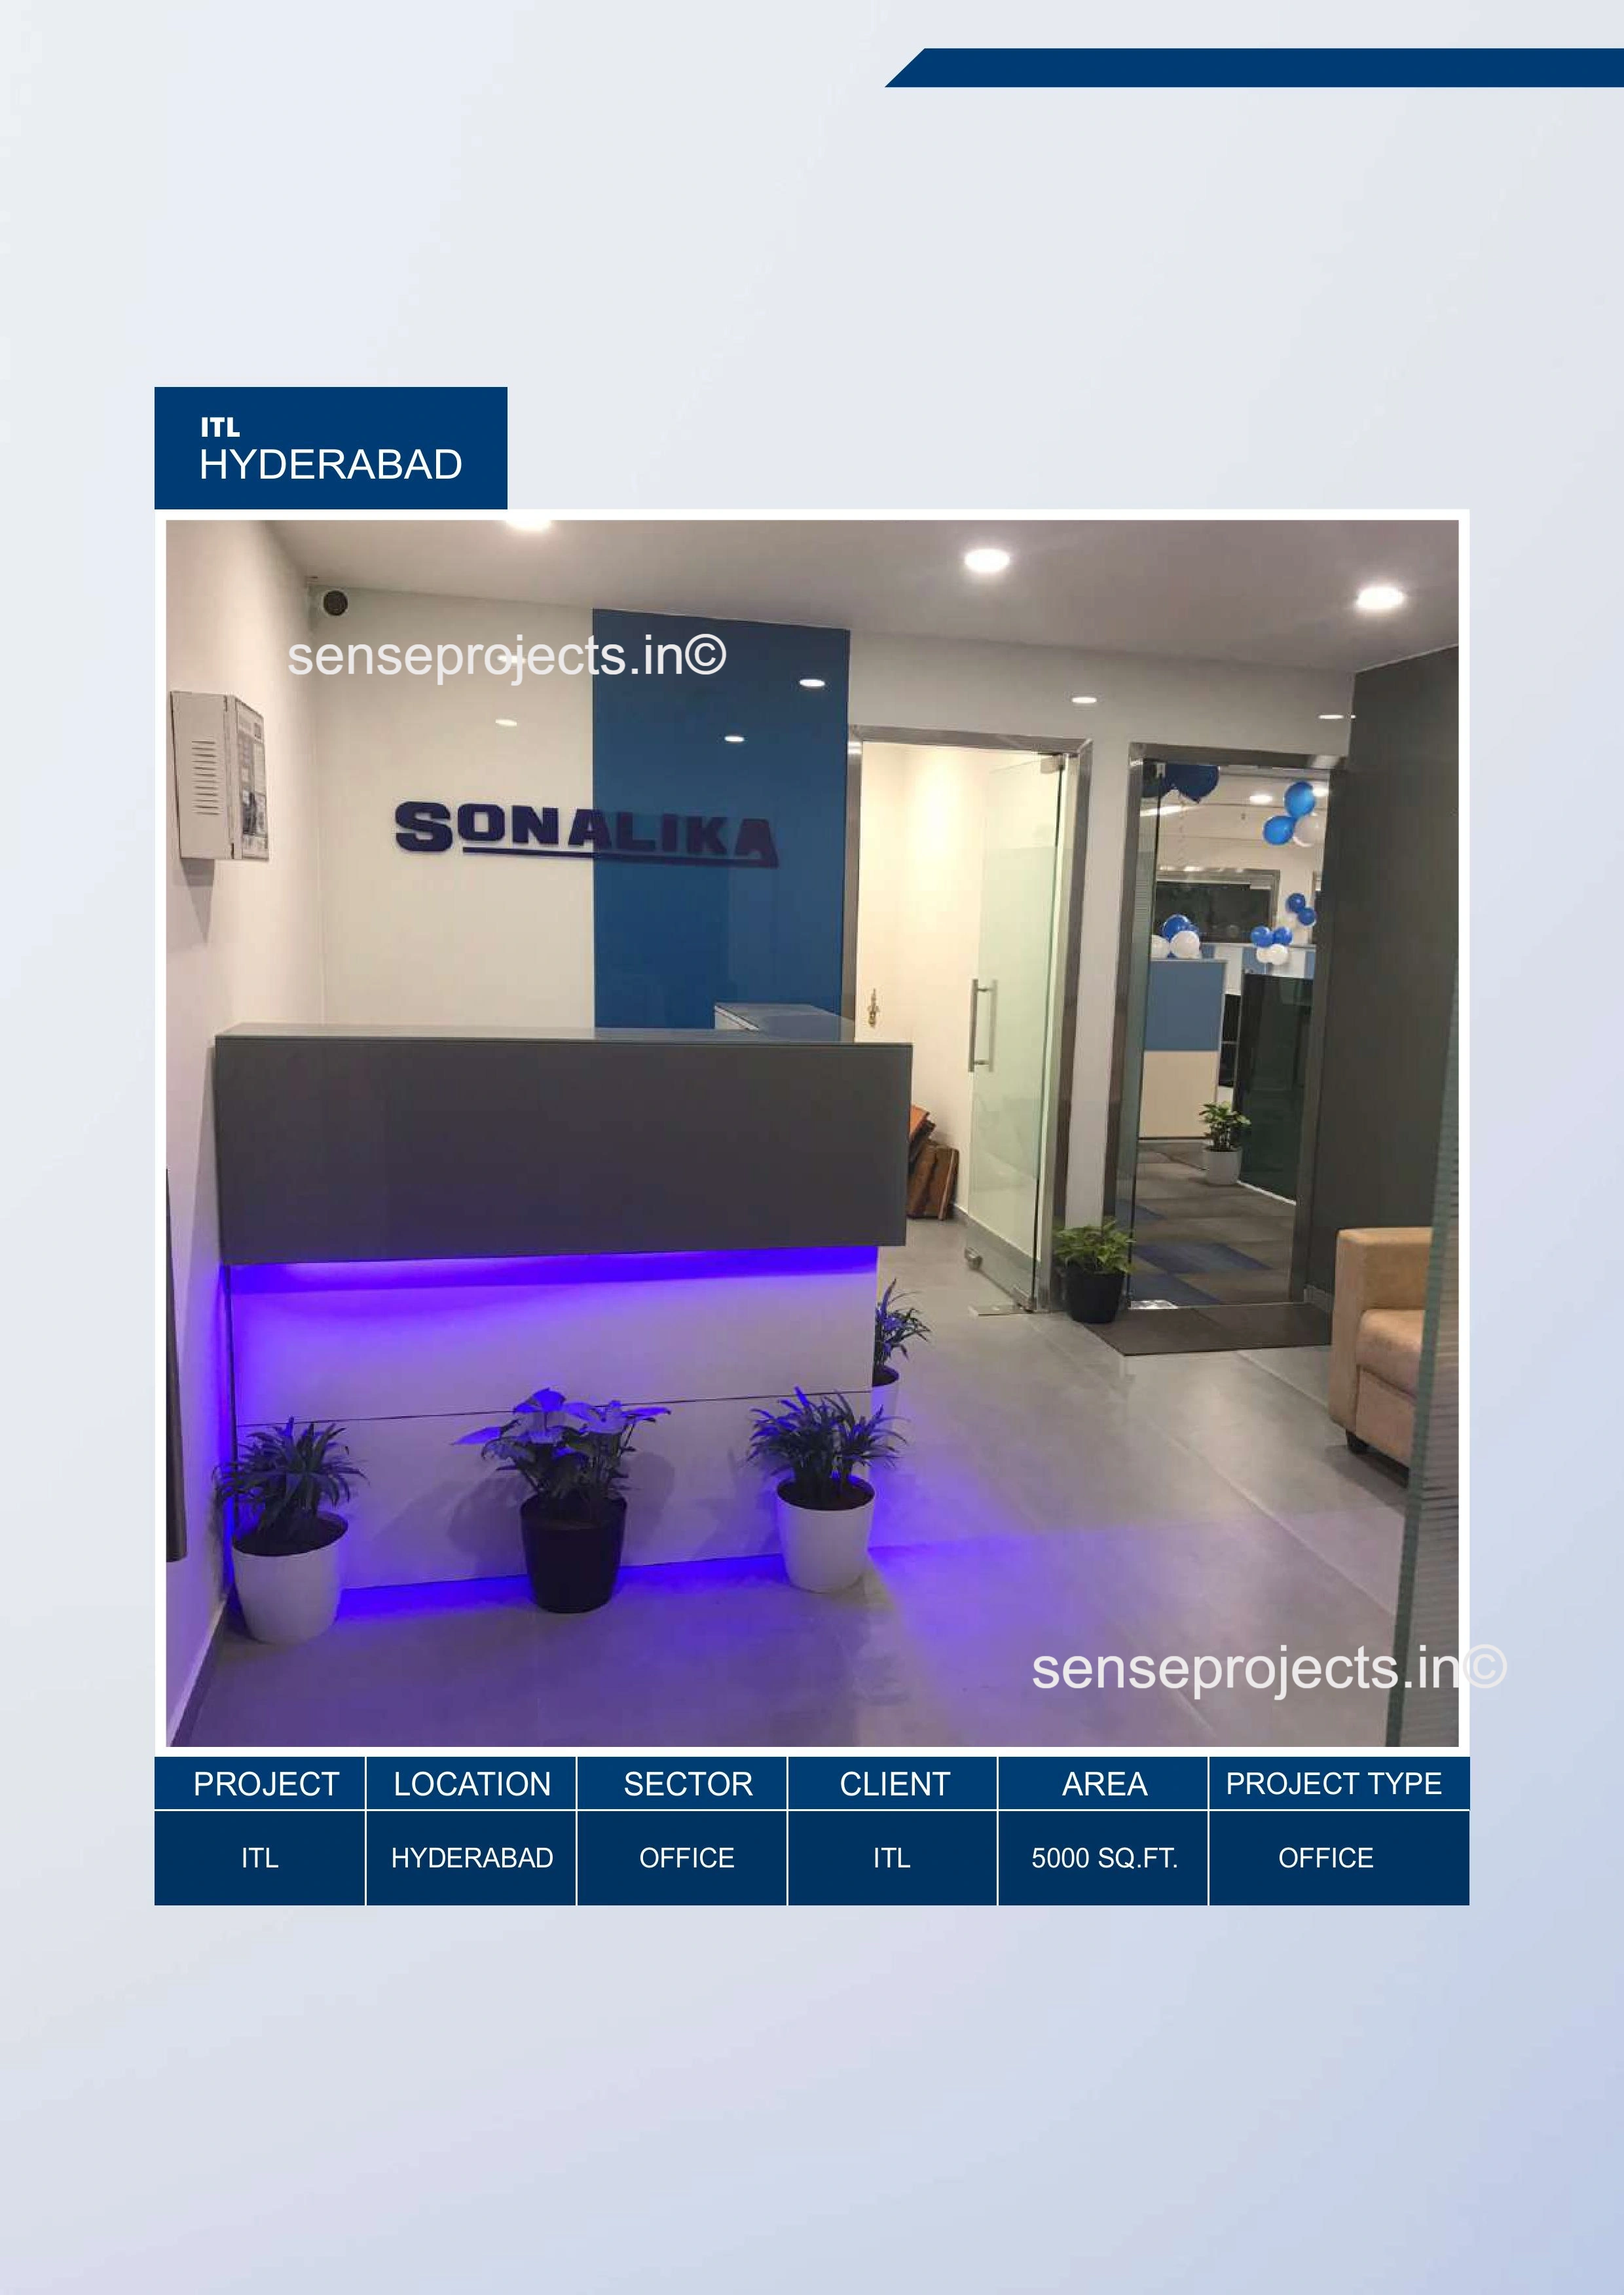 ITL
HYDERABAD
senseprojects.in©
SONALIKA
senseprojects.in©
PROJECT LOCATION SECTOR CLIENT AREA PROJECT TYPE
ITL HYDERABAD OFFICE ITL 5000 SQ.FT. OFFICE